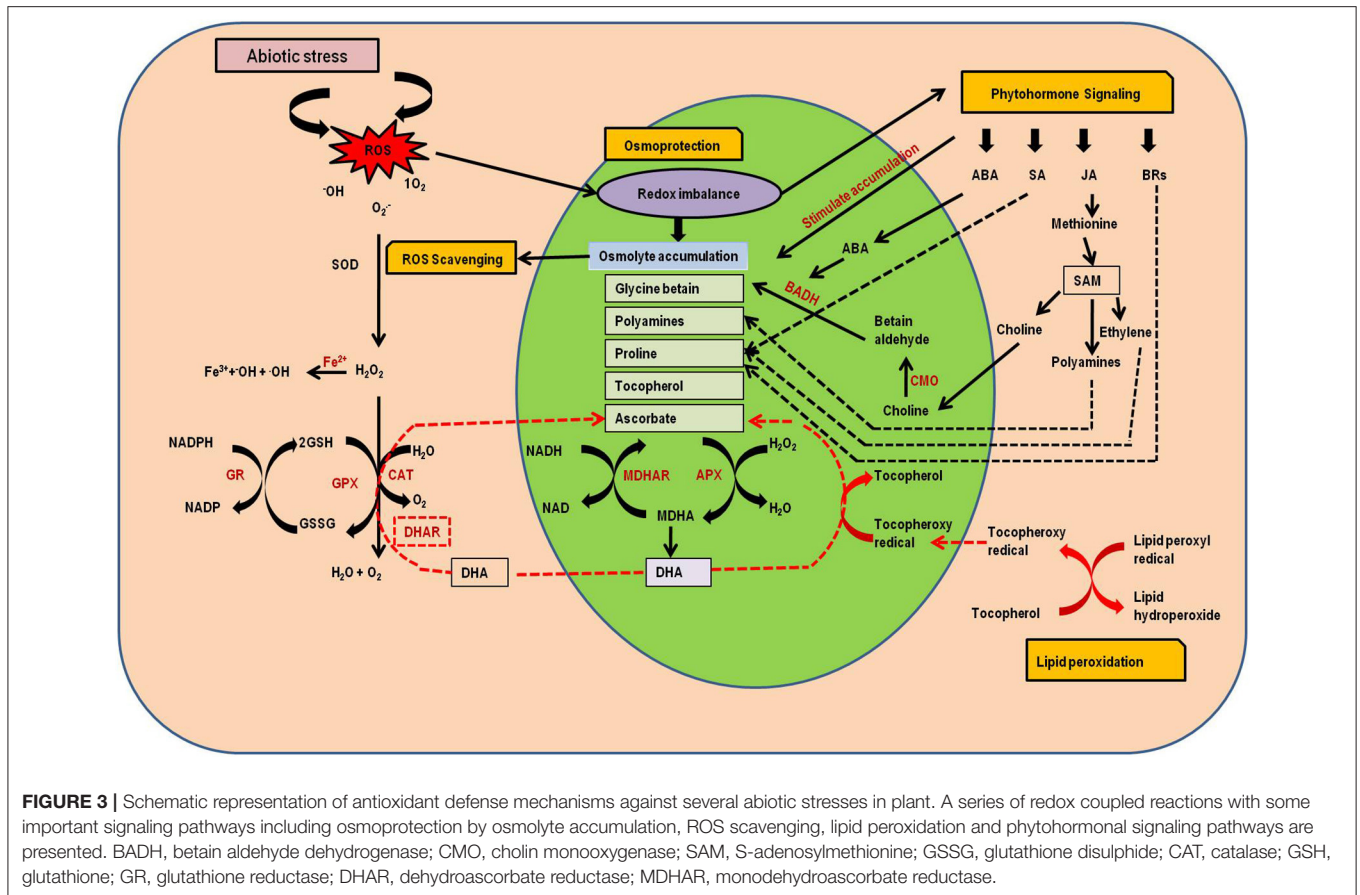 Abiotic stress
ROS
-OH
O2·-
1O2
SOD
ROS Scavenging
Fe3+ + -OH + ·OH
Fe2+
H2O2
NADPH
GR
NADP
2GSH
GPX
GSSG
CAT
H2O
O2
DHAR
H2O + O2
DHA
Osmoprotection
Redox imbalance
Osmolyte accumulation
Glycine betain
Polyamines
Proline
Tocopherol
Ascorbate
NADH
MDHAR
NAD
APX
H2O2
H2O
MDHA
DHA
Stimulate accumulation
ABA
BADH
Betain
aldehyde
CMO
Choline
Phytohormone Signaling
ABA
SA
JA
BRs
Methionine
SAM
Choline
Ethylene
Polyamines
Tocopherol
Tocopheroxy
redical
Tocopheroxy
redical
Lipid peroxyl
redical
Tocopherol
Lipid
hydroperoxide
Lipid peroxidation
FIGURE 3 | Schematic representation of antioxidant defense mechanisms against several abiotic stresses in plant. A series of redox coupled reactions with some
important signaling pathways including osmoprotection by osmolyte accumulation, ROS scavenging, lipid peroxidation and phytohormonal signaling pathways are
presented. BADH, betain aldehyde dehydrogenase; CMO, cholin monooxygenase; SAM, S-adenosylmethionine; GSSG, glutathione disulphide; CAT, catalase; GSH,
glutathione; GR, glutathione reductase; DHAR, dehydroascorbate reductase; MDHAR, monodehydroascorbate reductase.